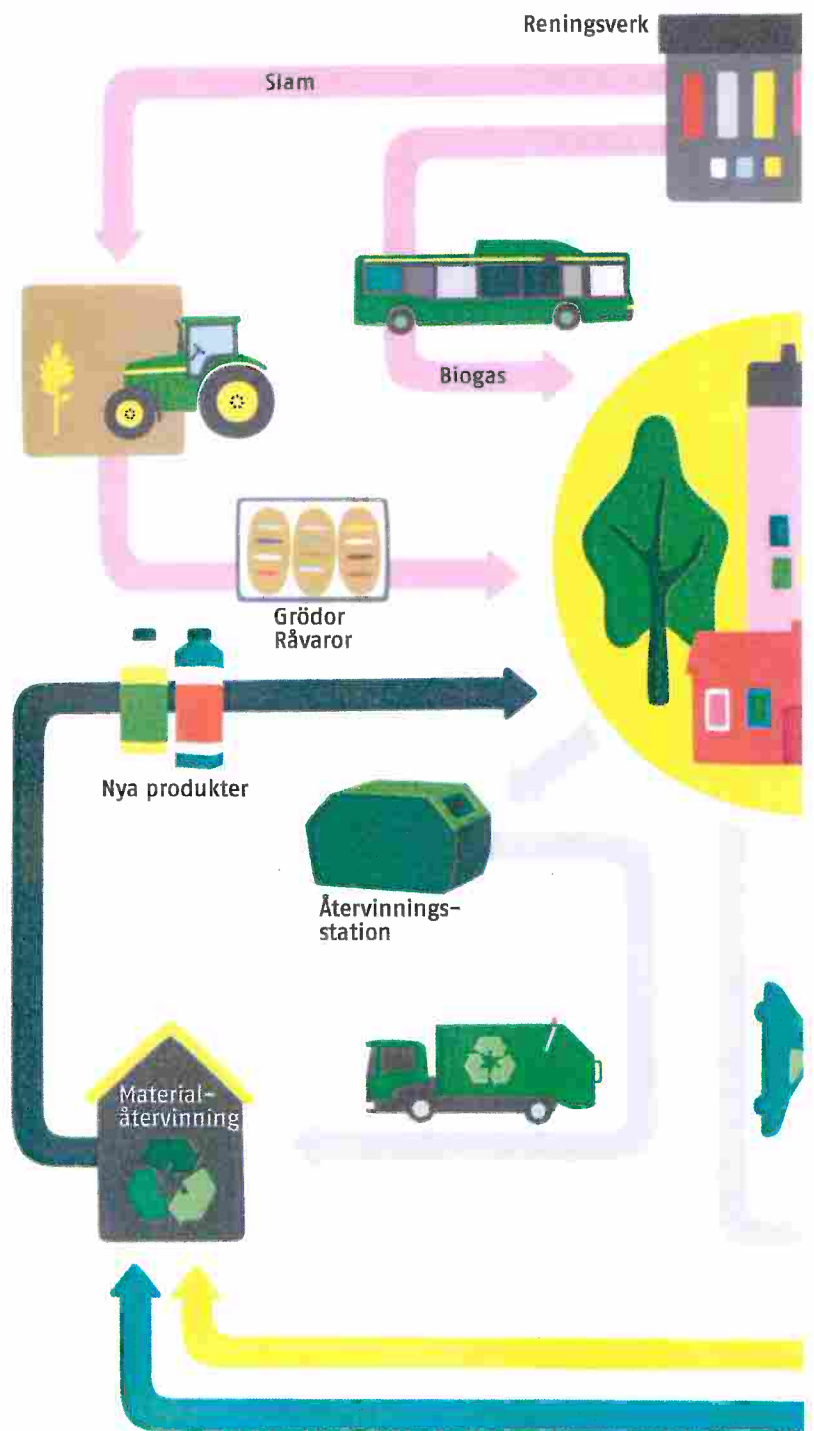 Reningsverk
Slam
Biogas
Grödor
Råvaror
Nya produkter
Återvinnings-
station
Material-
återvinning